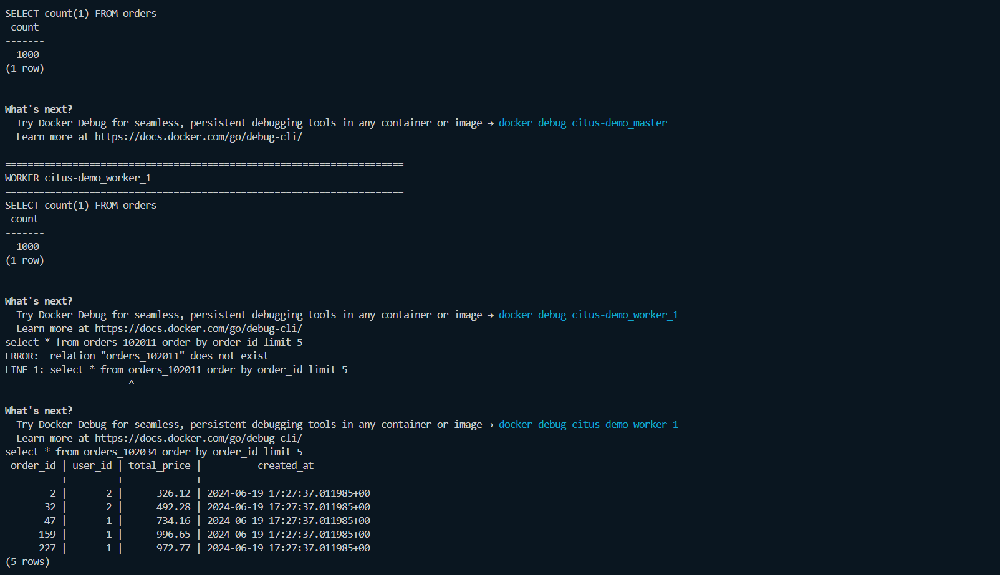 SELECT count(1) FROM orders
 count
-------
  1000
(1 row)
What's next?
  Try Docker Debug for seamless, persistent debugging tools in any container or image → docker debug citus-demo_master
  Learn more at https://docs.docker.com/go/debug-cli/
=======================================================================
WORKER citus-demo_worker_1
=======================================================================
SELECT count(1) FROM orders
 count
-------
  1000
(1 row)
What's next?
  Try Docker Debug for seamless, persistent debugging tools in any container or image → docker debug citus-demo_worker_1
  Learn more at https://docs.docker.com/go/debug-cli/
select * from orders_102011 order by order_id limit 5
ERROR:  relation "orders_102011" does not exist
LINE 1: select * from orders_102011 order by order_id limit 5
                      ^
What's next?
  Try Docker Debug for seamless, persistent debugging tools in any container or image → docker debug citus-demo_worker_1
  Learn more at https://docs.docker.com/go/debug-cli/
select * from orders_102034 order by order_id limit 5
 order_id | user_id | total_price |          created_at
----------+---------+-------------+-------------------------------
        2 |       2 |      326.12 | 2024-06-19 17:27:37.011985+00
       32 |       2 |      492.28 | 2024-06-19 17:27:37.011985+00
       47 |       1 |      734.16 | 2024-06-19 17:27:37.011985+00
      159 |       1 |      996.65 | 2024-06-19 17:27:37.011985+00
      227 |       1 |      972.77 | 2024-06-19 17:27:37.011985+00
(5 rows)